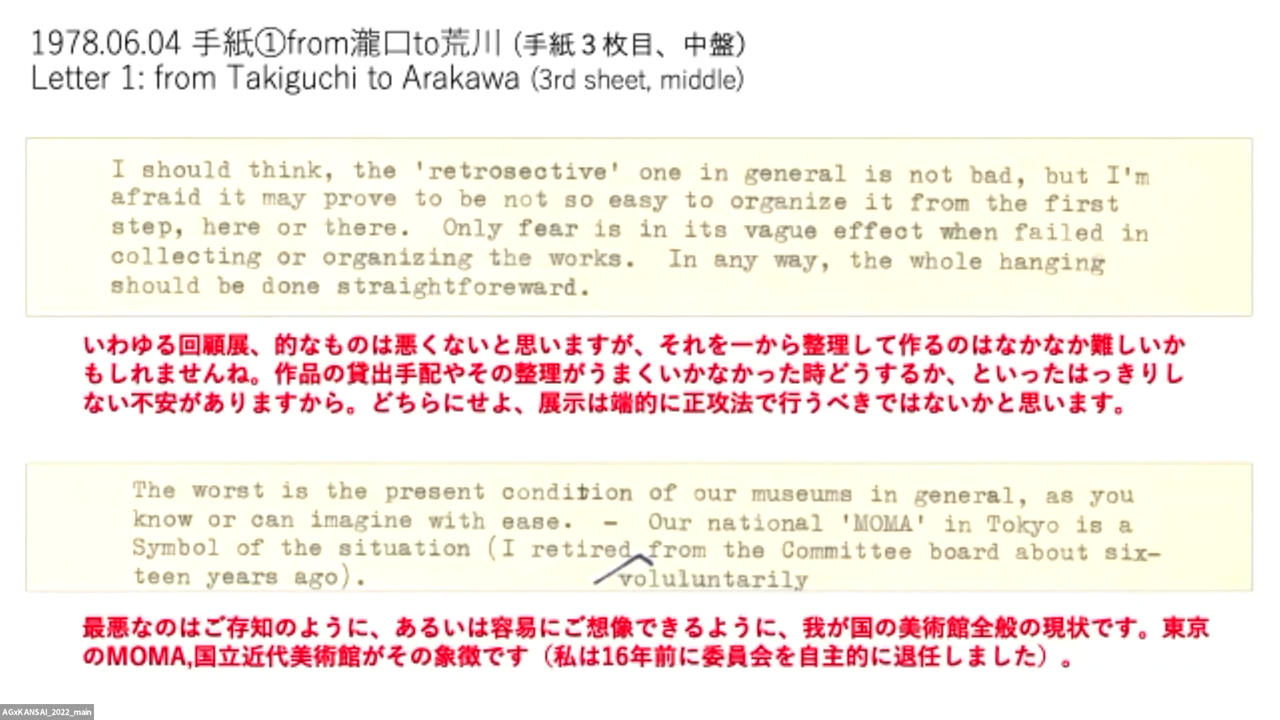 1978.06.04 手紙①from瀧口to荒川 (手紙３枚目、中盤)
Letter 1: from Takiguchi to Arakawa (3rd sheet, middle)
I should think, the 'retrosective' one in general is not bad, but I'm
afraid it may prove to be not so easy to organize it from the first
step, here or there. Only fear is in its vague effect when failed in
collecting or organizing the works. In any way, the whole hanging
should be done straightforeward.
いわゆる回顧展、的なものは悪くないと思いますが、それを一から整理して作るのはなかなか難しいか
もしれませんね。作品の貸出手配やその整理がうまくいかなかった時どうするか、といったはっきりし
ない不安がありますから。どちらにせよ、展示は端的に正攻法で行うべきではないかと思います。
The worst is the present condition of our museums in general, as you
know or can imagine with ease. - Our national 'MOMA' in Tokyo is a
Symbol of the situation (I retired from the Committee board about six-
teen years ago). voluluntarily
最悪なのはご存知のように、あるいは容易にご想像できるように、我が国の美術館全般の現状です。東京
のMOMA,国立近代美術館がその象徴です（私は16年前に委員会を自主的に退任しました）。
AGxKANSAI_2022_main